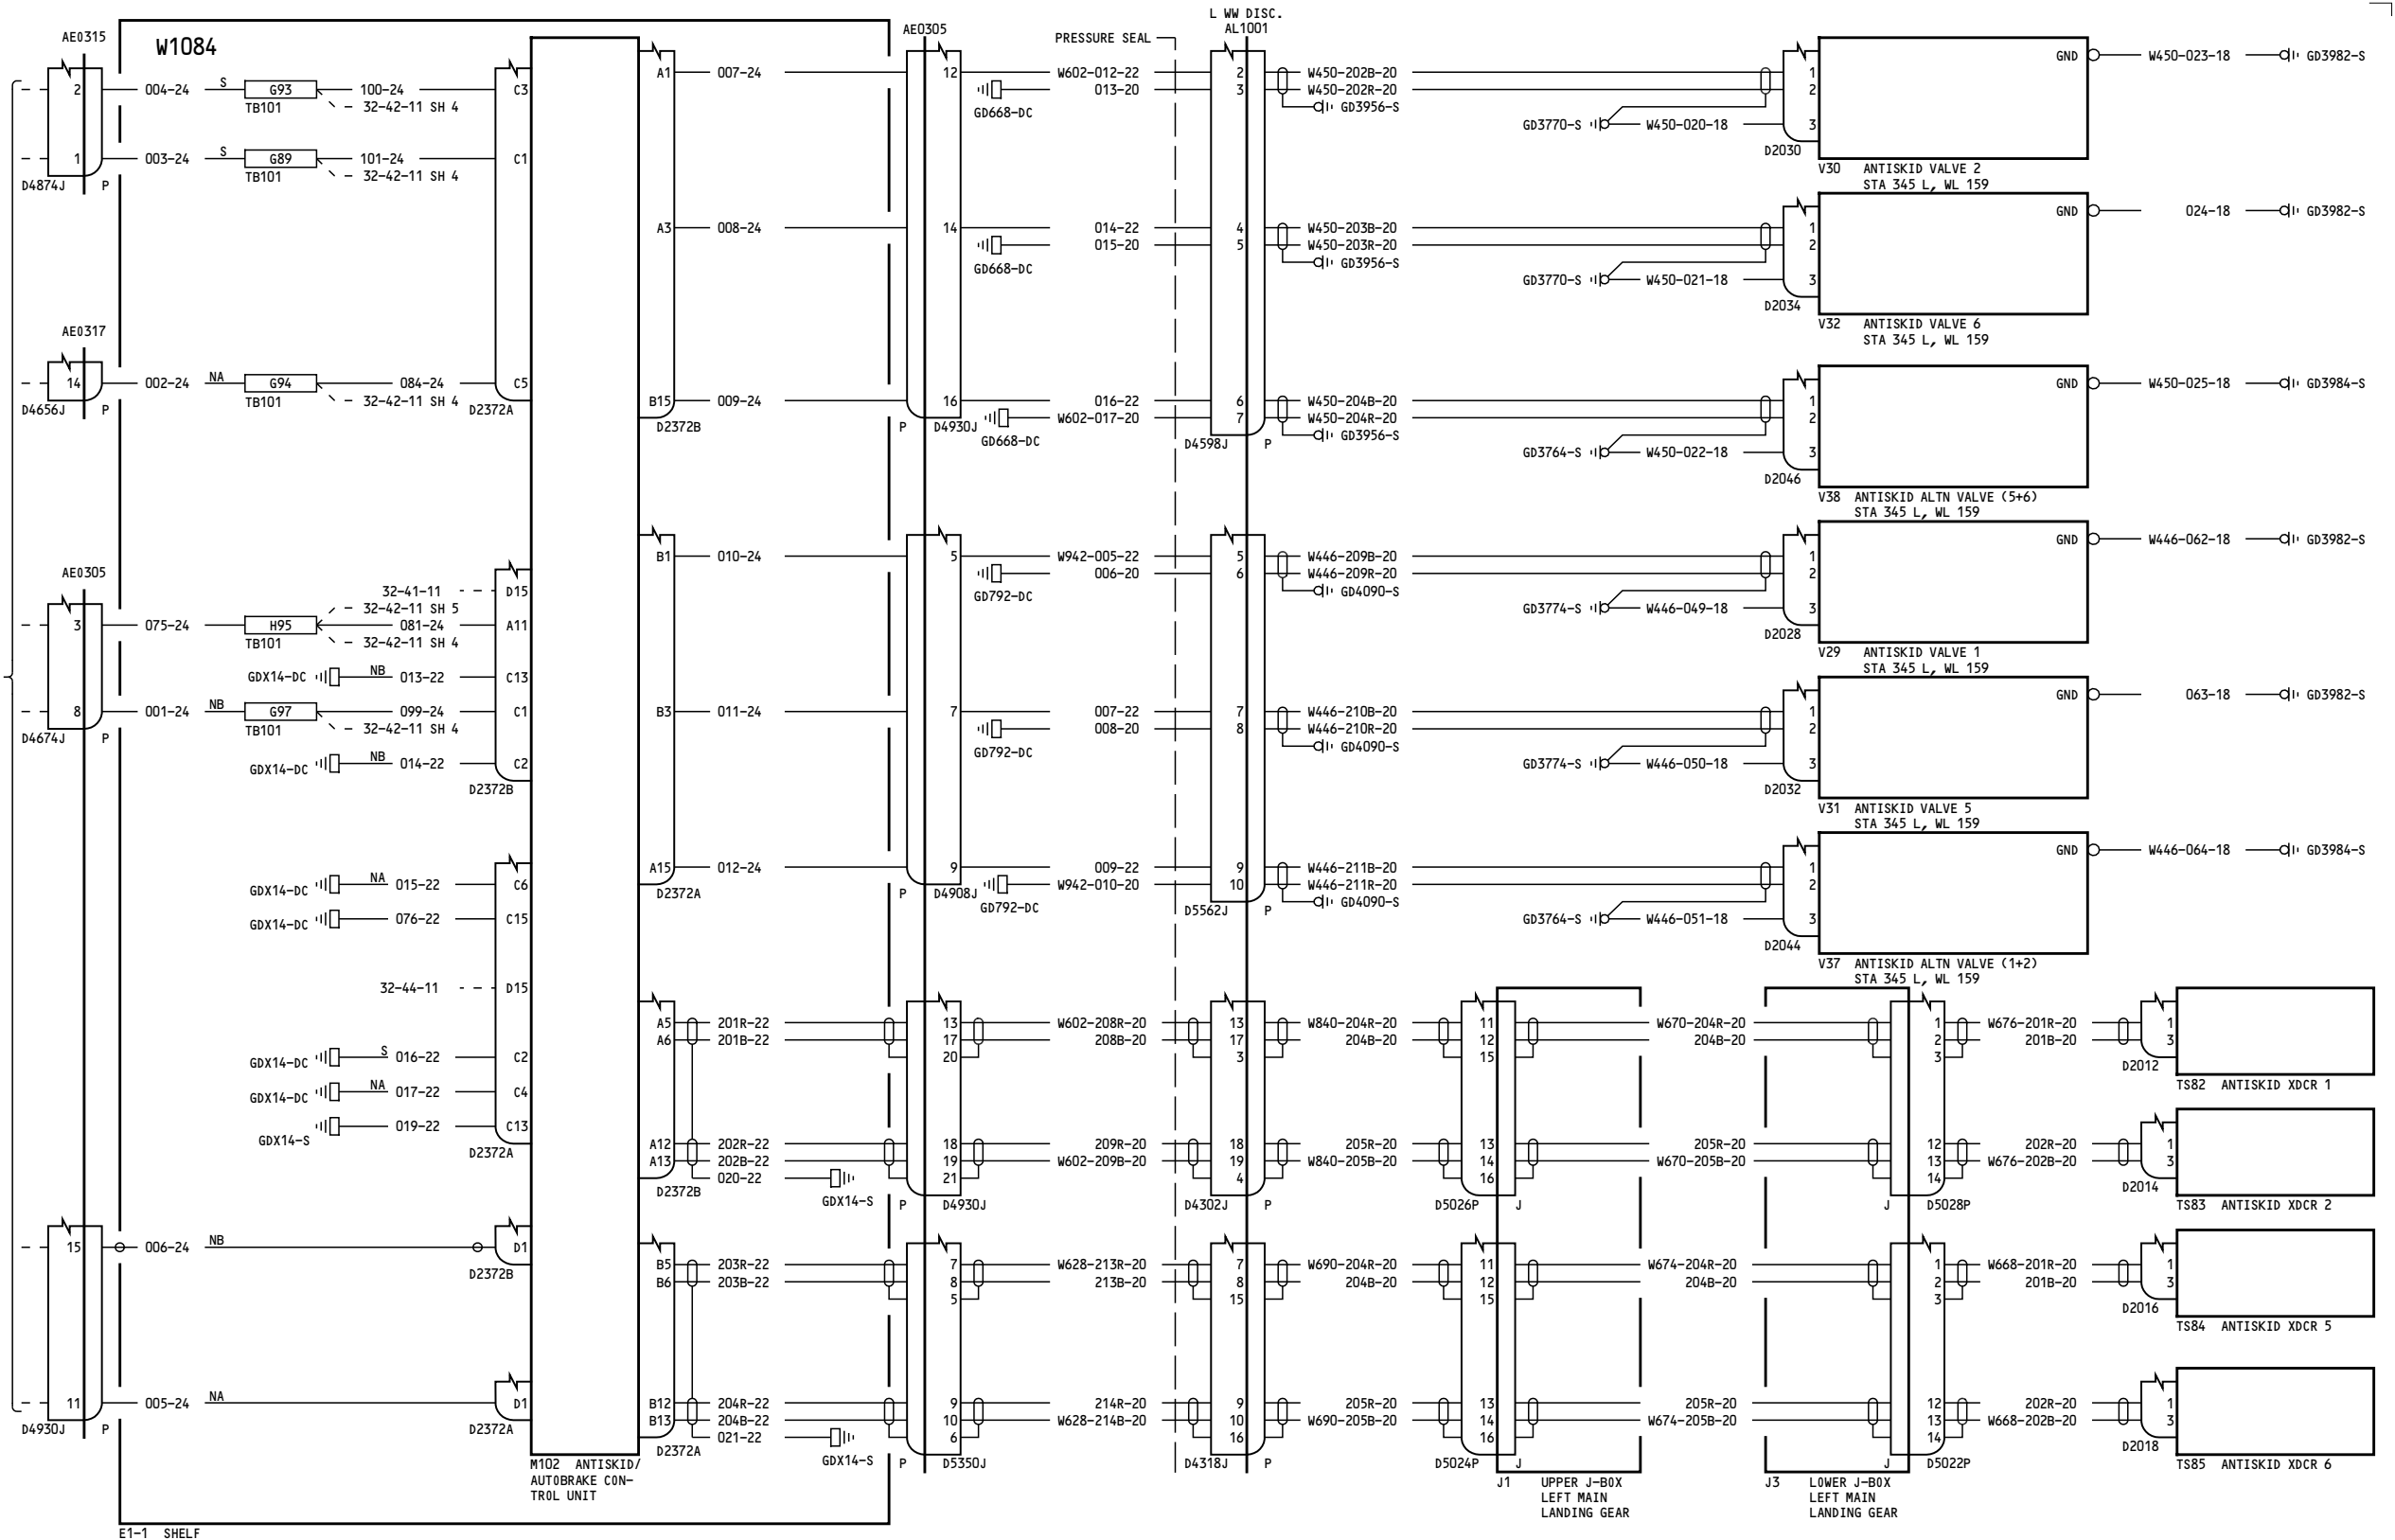 L WW DISC.
AL1001
AE0315
W1084
AE0305
PRESSURE SEAL
2
004-24
S
G93
TB101
100-24
32-42-11 SH 4
C3
1
003-24
S
G89
TB101
101-24
32-42-11 SH 4
C1
D4874J
P
AE0317
14
002-24
NA
G94
TB101
084-24
32-42-11 SH 4
C5
D4656J
P
D2372A
AE0305
32-41-11
D15
32-42-11 SH 5
3
075-24
H95
TB101
081-24
32-42-11 SH 4
A11
GDX14-DC
NB
013-22
C13
8
001-24
NB
G97
TB101
099-24
32-42-11 SH 4
C1
D4674J
P
GDX14-DC
NB
014-22
C2
D2372B
GDX14-DC
NA
015-22
C6
GDX14-DC
076-22
C15
32-44-11
D15
GDX14-DC
S
016-22
C2
GDX14-DC
NA
017-22
C4
GDX14-S
019-22
C13
D2372A
15
006-24
NB
D1
D2372B
11
005-24
NA
D1
D4930J
P
D2372A
M102 ANTISKID/
AUTOBRAKE CON-
TROL UNIT
E1-1 SHELF
A1
007-24
12
W602-012-22
2
W450-202B-20
1
GD668-DC
013-20
3
W450-202R-20
2
GD3956-S
GD3770-S
W450-020-18
3
D2030
GND
W450-023-18
GD3982-S
V30 ANTISKID VALVE 2
STA 345 L, WL 159
A3
008-24
14
014-22
4
W450-203B-20
1
GD668-DC
015-20
5
W450-203R-20
2
GD3956-S
GD3770-S
W450-021-18
3
D2034
GND
024-18
GD3982-S
V32 ANTISKID VALVE 6
STA 345 L, WL 159
B15
009-24
16
016-22
6
W450-204B-20
1
D2372B
P
D4930J
GD668-DC
W602-017-20
7
W450-204R-20
2
D4598J
P
GD3956-S
GD3764-S
W450-022-18
3
D2046
GND
W450-025-18
GD3984-S
V38 ANTISKID ALTN VALVE (5+6)
STA 345 L, WL 159
B1
010-24
5
W942-005-22
5
W446-209B-20
1
GD792-DC
006-20
6
W446-209R-20
2
GD4090-S
GD3774-S
W446-049-18
3
D2028
GND
W446-062-18
GD3982-S
V29 ANTISKID VALVE 1
STA 345 L, WL 159
B3
011-24
7
007-22
7
W446-210B-20
1
GD792-DC
008-20
8
W446-210R-20
2
GD4090-S
GD3774-S
W446-050-18
3
D2032
GND
063-18
GD3982-S
V31 ANTISKID VALVE 5
STA 345 L, WL 159
A15
012-24
9
009-22
9
W446-211B-20
1
D2372A
P
D4908J
GD792-DC
W942-010-20
10
W446-211R-20
2
D5562J
P
GD4090-S
GD3764-S
W446-051-18
3
D2044
GND
W446-064-18
GD3984-S
V37 ANTISKID ALTN VALVE (1+2)
STA 345 L, WL 159
A5
201R-22
13
W602-208R-20
13
W840-204R-20
11
W670-204R-20
1
W676-201R-20
1
A6
201B-22
17
208B-20
17
204B-20
12
204B-20
2
201B-20
3
20
3
15
3
D2012
TS82 ANTISKID XDCR 1
A12
202R-22
18
209R-20
18
205R-20
13
205R-20
12
202R-20
1
A13
202B-22
19
W602-209B-20
19
W840-205B-20
14
W670-205B-20
13
W676-202B-20
3
020-22
GDX14-S
21
4
16
14
D2014
D2372B
P
D4930J
D4302J
P
D5026P
J
J
D5028P
TS83 ANTISKID XDCR 2
B5
203R-22
7
W628-213R-20
7
W690-204R-20
11
W674-204R-20
1
W668-201R-20
1
B6
203B-22
8
213B-20
8
204B-20
12
204B-20
2
201B-20
3
5
15
15
3
D2016
TS84 ANTISKID XDCR 5
B12
204R-22
9
214R-20
9
205R-20
13
205R-20
12
202R-20
1
B13
204B-22
10
W628-214B-20
10
W690-205B-20
14
W674-205B-20
13
W668-202B-20
3
021-22
GDX14-S
6
16
16
14
D2018
D2372A
P
D5350J
D4318J
P
D5024P
J
J
D5022P
TS85 ANTISKID XDCR 6
J1 UPPER J-BOX
LEFT MAIN
LANDING GEAR
J3 LOWER J-BOX
LEFT MAIN
LANDING GEAR